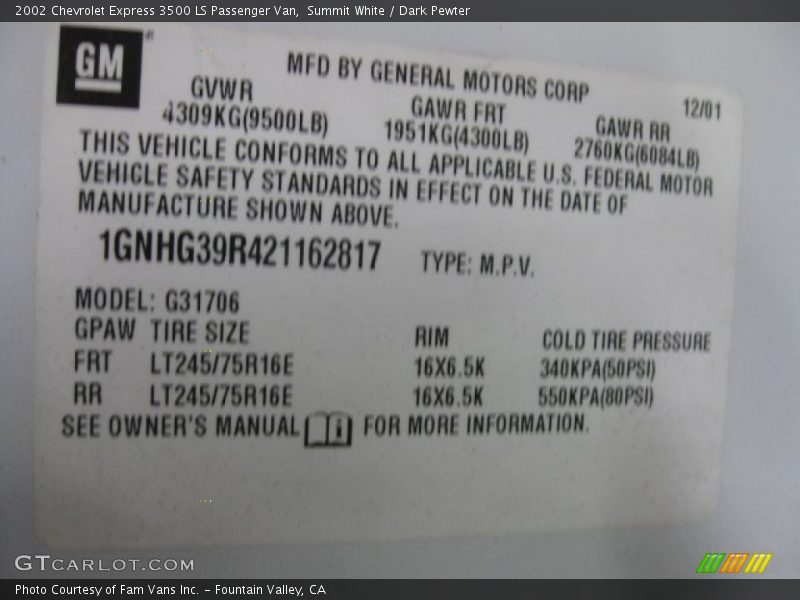 2002 Chevrolet Express 3500 LS Passenger Van,  Summit White / Dark Pewter
GM
MFD BY GENERAL MOTORS CORP
12/01
GVWR GAWR FRT GAWR RR
4309KG(9500LB) 1951KG(4300LB) 2760KG(6084LB)
THIS VEHICLE CONFORMS TO ALL APPLICABLE U.S. FEDERAL MOTOR
VEHICLE SAFETY STANDARDS IN EFFECT ON THE DATE OF
MANUFACTURE SHOWN ABOVE.
1GNHG39R421162817 TYPE: M.P.V.
MODEL: G31706
GPAW TIRE SIZE RIM COLD TIRE PRESSURE
FRT LT245/75R16E 16X6.5K 340KPA(50PSI)
RR LT245/75R16E 16X6.5K 550KPA(80PSI)
SEE OWNER'S MANUAL FOR MORE INFORMATION.
GTCARLOT.COM
Photo Courtesy of Fam Vans Inc. - Fountain Valley, CA